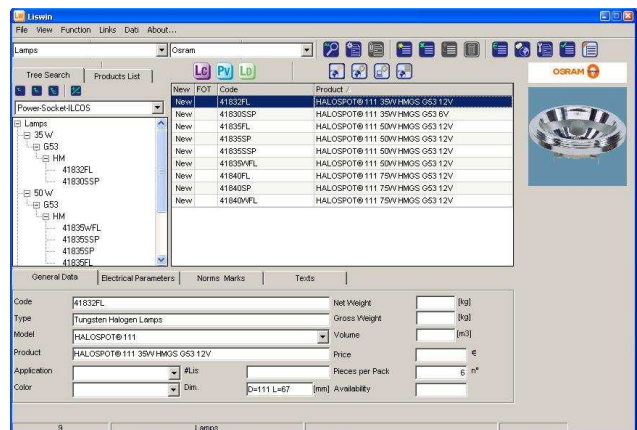 Liswin
File View Function Links Dati About...
Lamps Osram
Tree Search Products List
Lc Pv Ld
OSRAM
Power-Socket-ILCOS
New FOT Code Product
New 41832FL HALOSPOT® 111 35W HMGS G53 12V
New 41830SSP HALOSPOT® 111 35W HMGS G53 6V
New 41835FL HALOSPOT® 111 50W HMGS G53 12V
New 41835SP HALOSPOT® 111 50W HMGS G53 12V
New 41835SSP HALOSPOT® 111 50W HMGS G53 12V
New 41835WFL HALOSPOT® 111 50W HMGS G53 12V
New 41840FL HALOSPOT® 111 75W HMGS G53 12V
New 41840SP HALOSPOT® 111 75W HMGS G53 12V
New 41840WFL HALOSPOT® 111 75W HMGS G53 12V
Lamps
35 W
G53
HM
41832FL
41830SSP
50 W
G53
HM
41835WFL
41835SSP
41835SP
41835FL
General Data Electrical Parameters Norms Marks Texts
Code 41832FL Net Weight [kg]
Type Tungsten Halogen Lamps Gross Weight [kg]
Model HALOSPOT® 111 Volume [m3]
Product HALOSPOT® 111 35W HMGS G53 12V Price €
Application #Lis Pieces per Pack 6 n°
Color Dim. D=111 L=67 [mm] Availability
9 Lamps